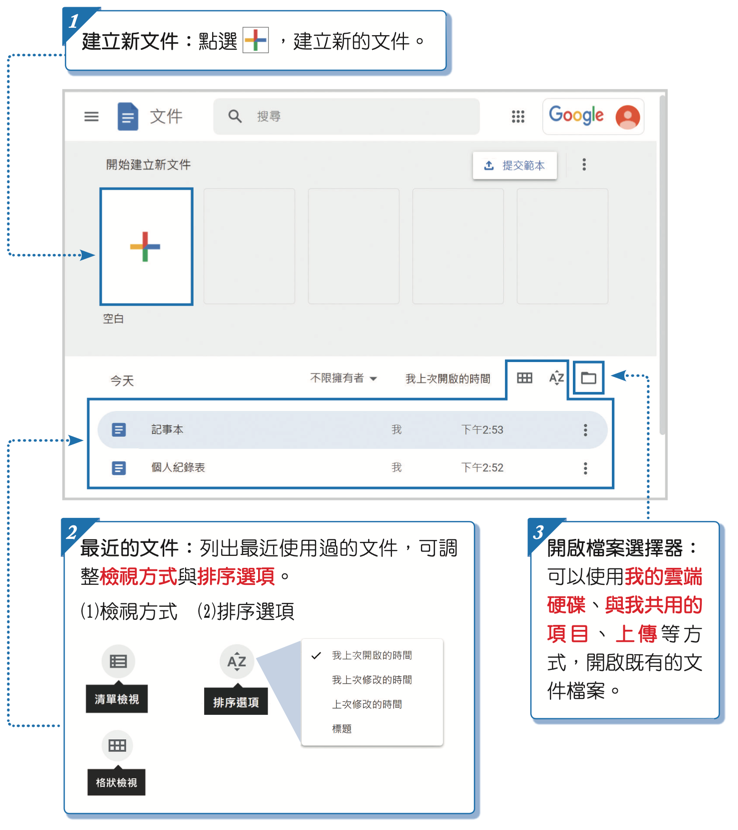 1
建立新文件：點選 ，建立新的文件。
文件
搜尋
Google
開始建立新文件
提交範本
空白
今天
不限擁有者
我上次開啟的時間
AZ
記事本
我
下午2:53
個人紀錄表
我
下午2:52
2
最近的文件：列出最近使用過的文件，可調
整檢視方式與排序選項。
⑴檢視方式 ⑵排序選項
清單檢視
格狀檢視
AZ
排序選項
我上次開啟的時間
我上次修改的時間
上次修改的時間
標題
3
開啟檔案選擇器：
可以使用我的雲端
硬碟、與我共用的
項目、上傳等方
式，開啟既有的文
件檔案。